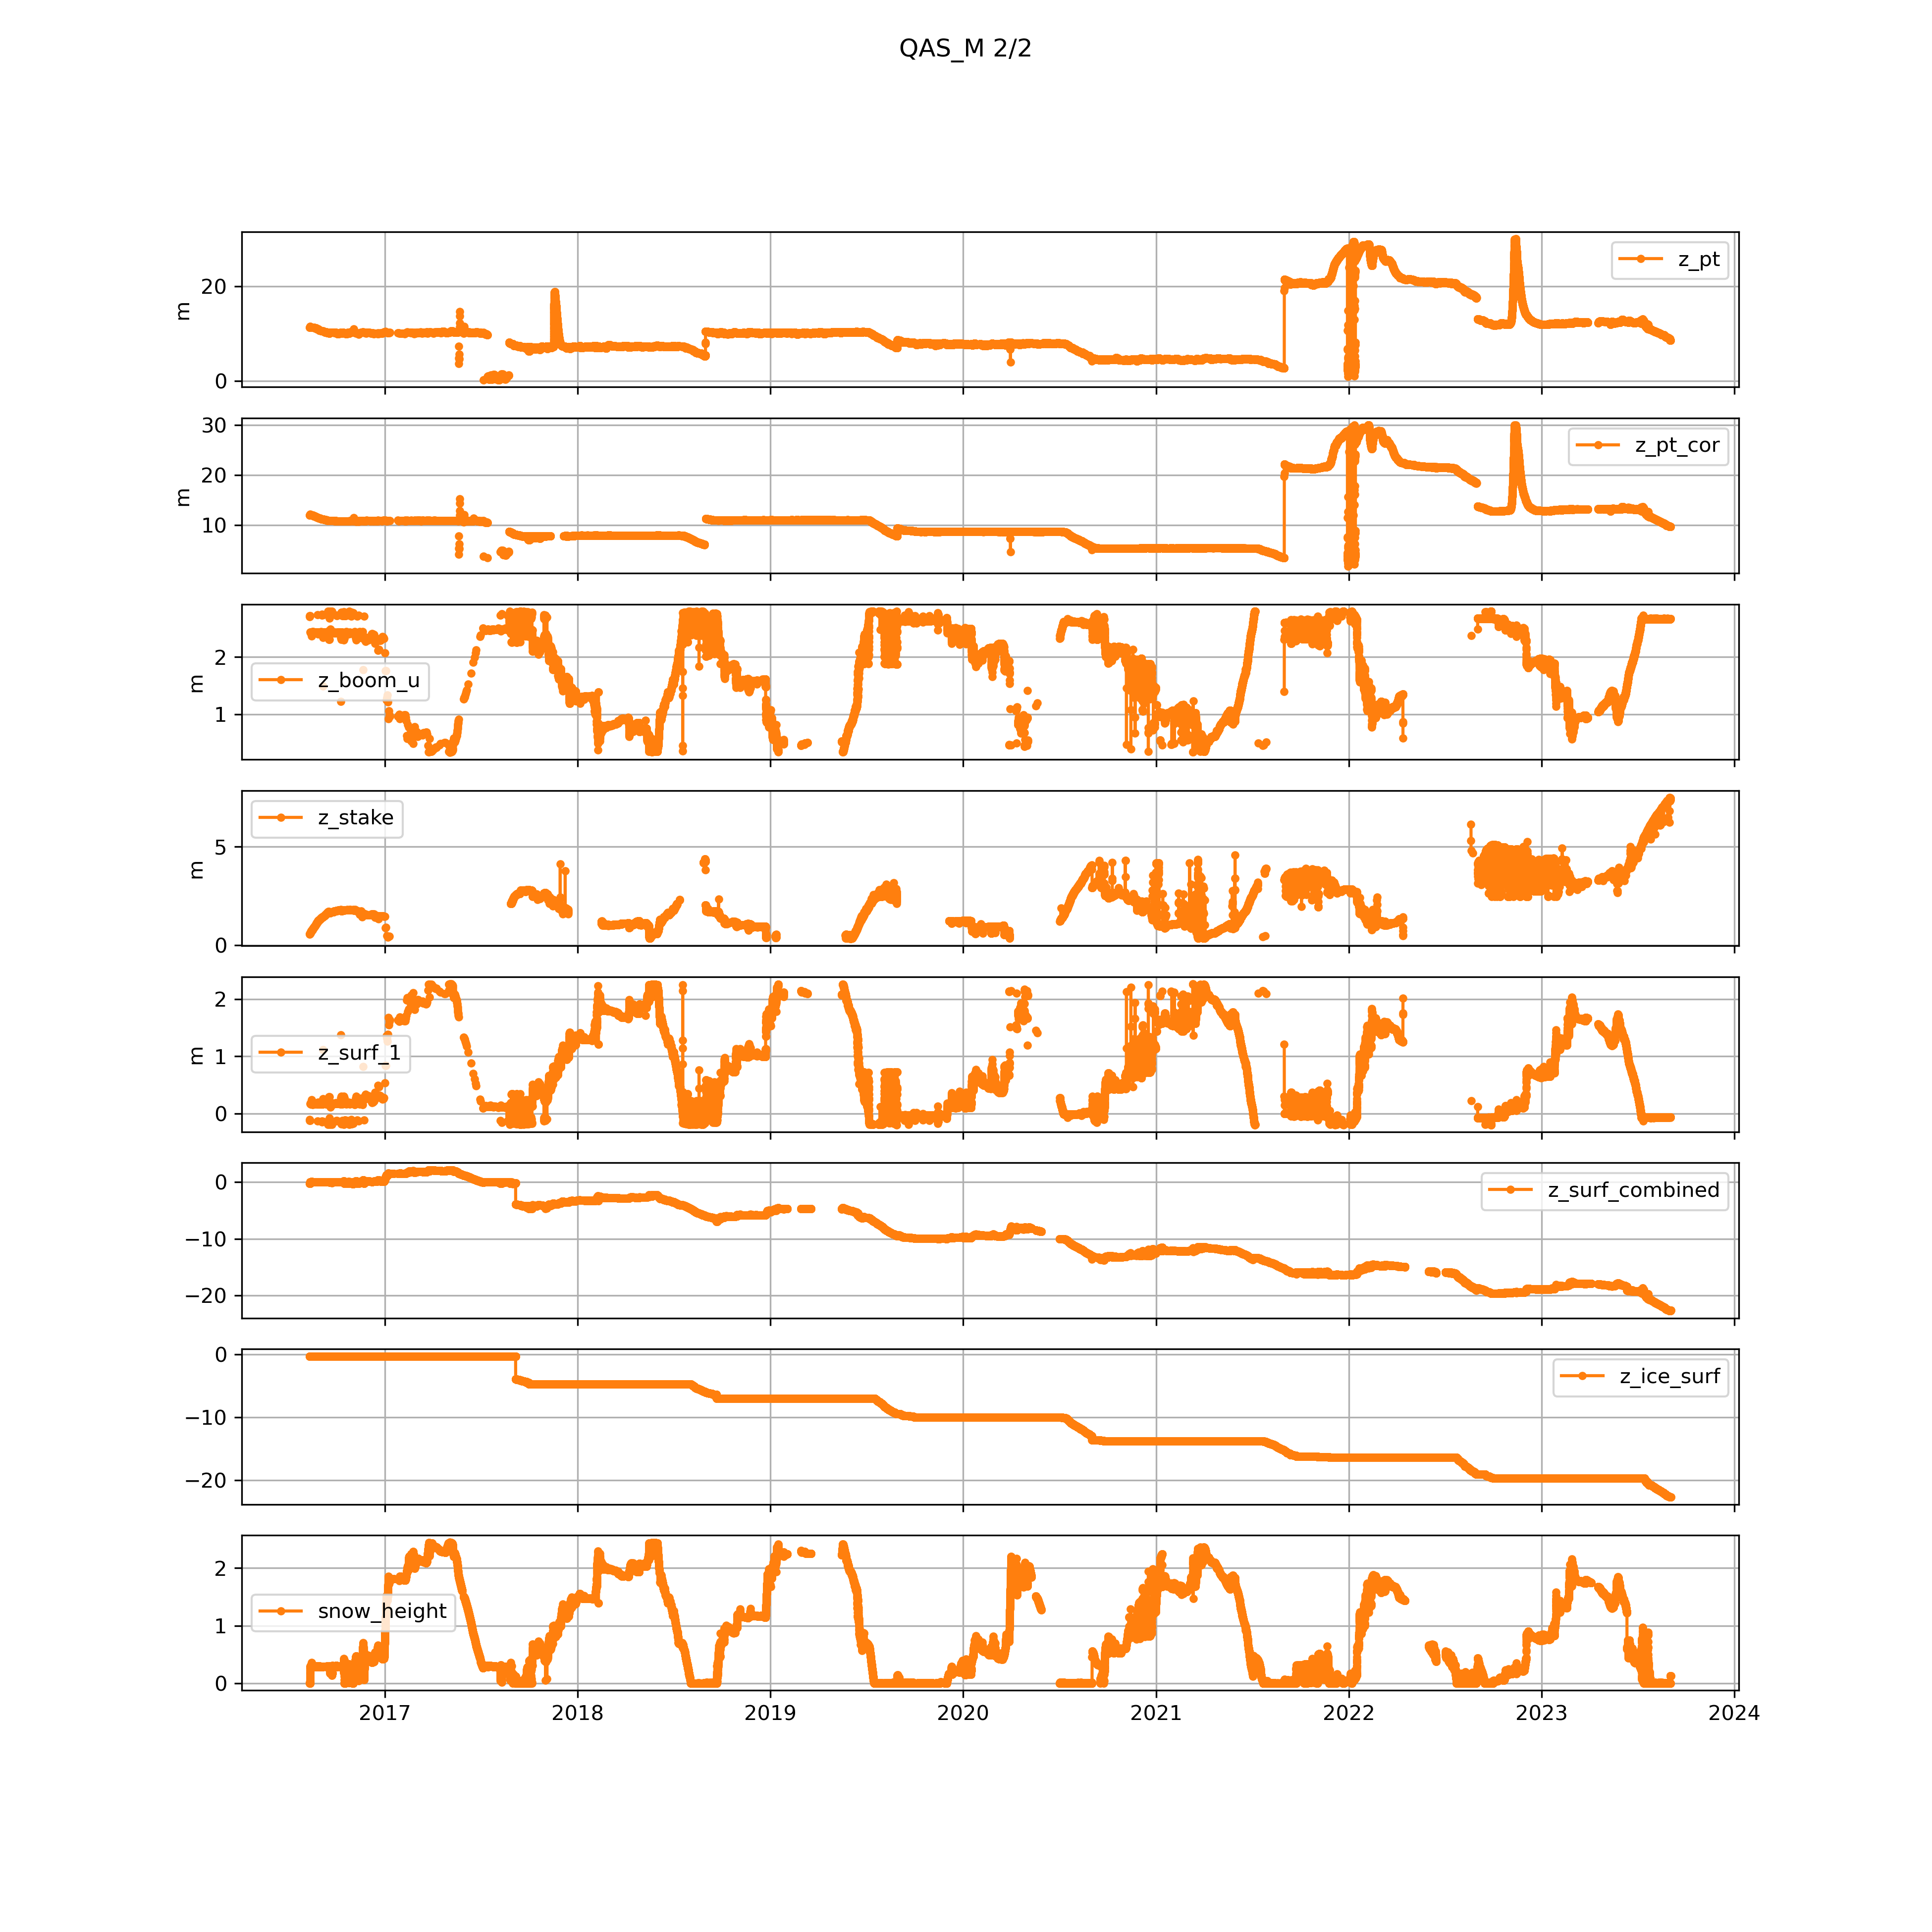 QAS_M 2/2
20
0
m
z_pt
30
20
10
m
z_pt_cor
2
1
m
z_boom_u
5
0
m
z_stake
2
1
0
m
z_surf_1
0
−10
−20
z_surf_combined
0
−10
−20
z_ice_surf
2
1
0
snow_height
2017 2018 2019 2020 2021 2022 2023 2024